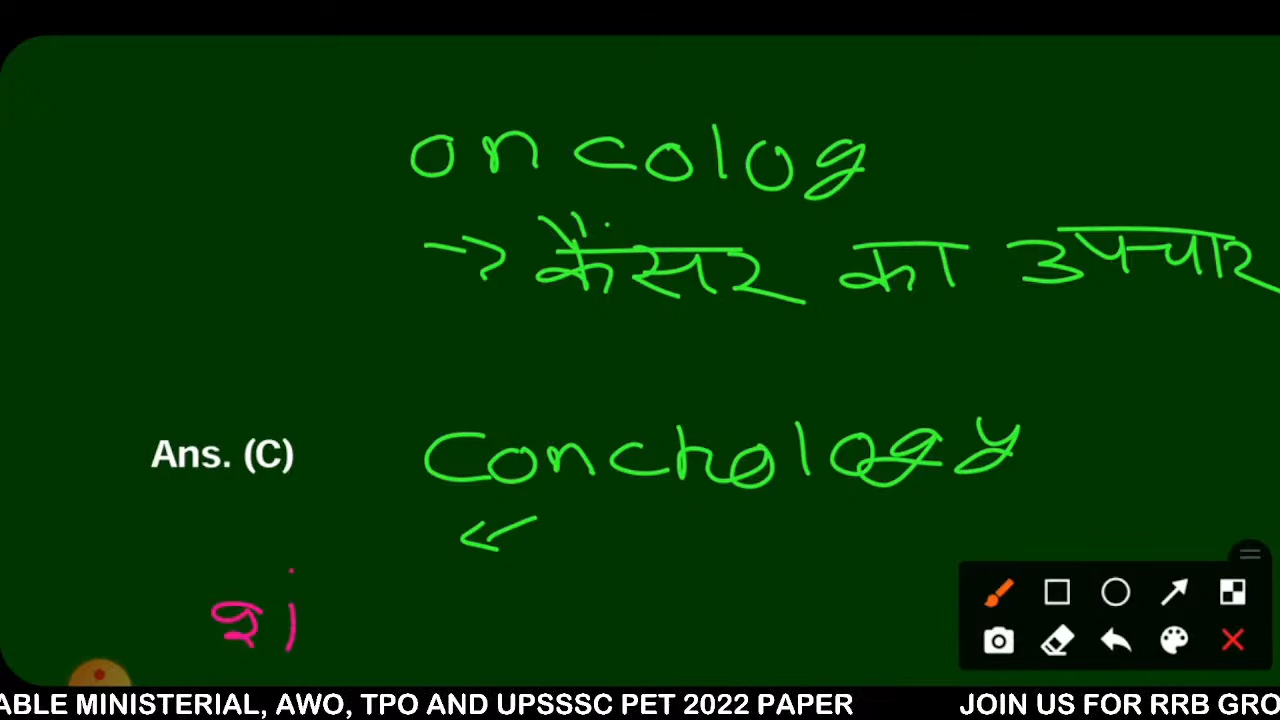 oncolog
→ कैंसर का उपचार
Ans. (C) Conchology
शं
ABLE MINISTERIAL, AWO, TPO AND UPSSSC PET 2022 PAPER JOIN US FOR RRB GRO